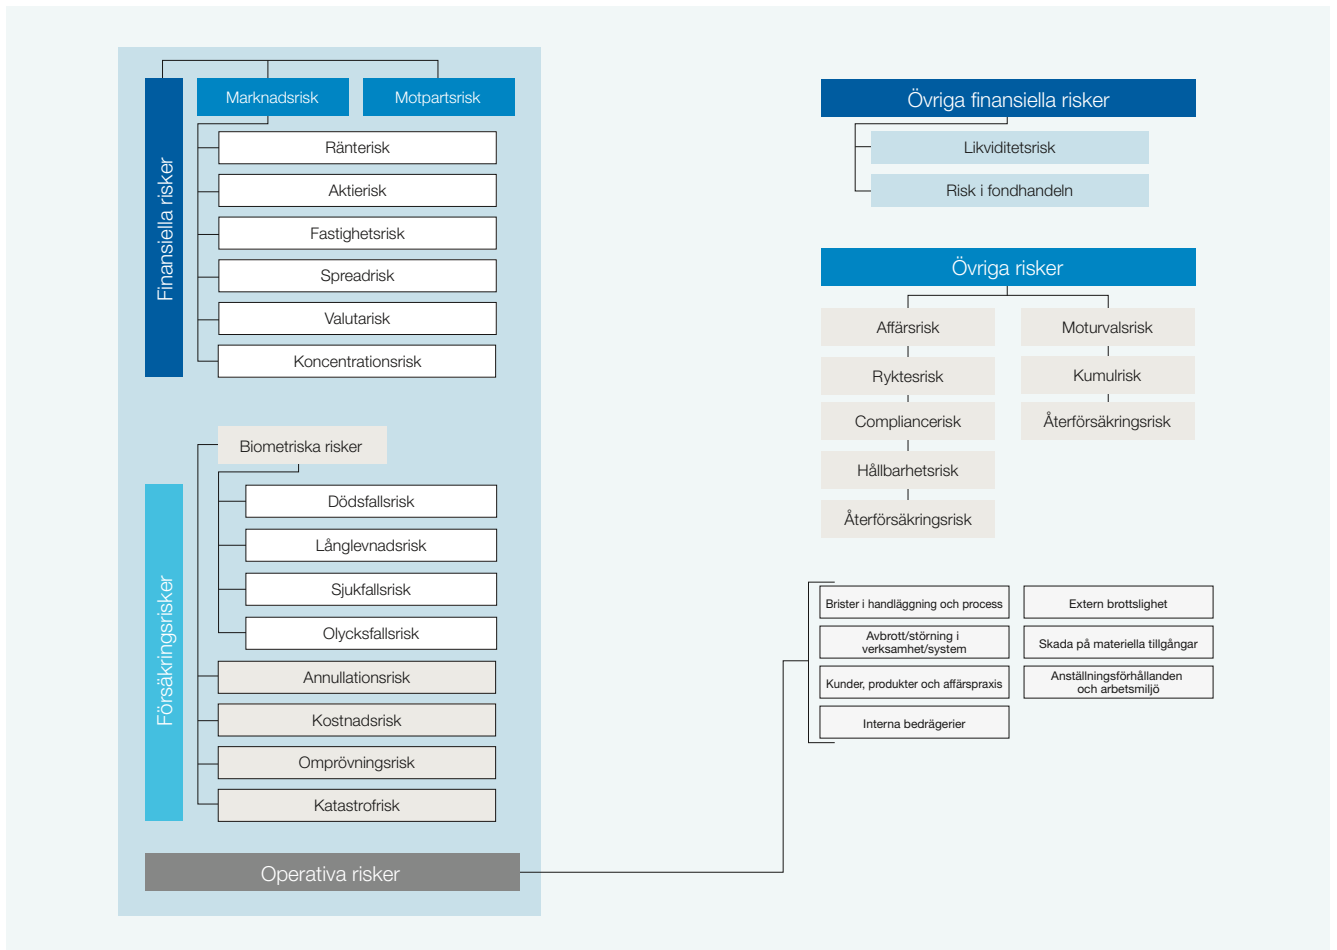 Finansiella risker
Marknadsrisk
Motpartsrisk
Ränterisk
Aktierisk
Fastighetsrisk
Spreadrisk
Valutarisk
Koncentrationsrisk
Försäkringsrisker
Biometriska risker
Dödsfallsrisk
Långlevnadsrisk
Sjukfallsrisk
Olycksfallsrisk
Annullationsrisk
Kostnadsrisk
Omprövningsrisk
Katastrofrisk
Operativa risker
Övriga finansiella risker
Likviditetsrisk
Risk i fondhandeln
Övriga risker
Affärsrisk
Ryktesrisk
Compliancerisk
Hållbarhetsrisk
Återförsäkringsrisk
Moturvalsrisk
Kumulrisk
Återförsäkringsrisk
Brister i handläggning och process
Avbrott/störning i
verksamhet/system
Kunder, produkter och affärspraxis
Interna bedrägerier
Extern brottslighet
Skada på materiella tillgångar
Anställningsförhållanden
och arbetsmiljö